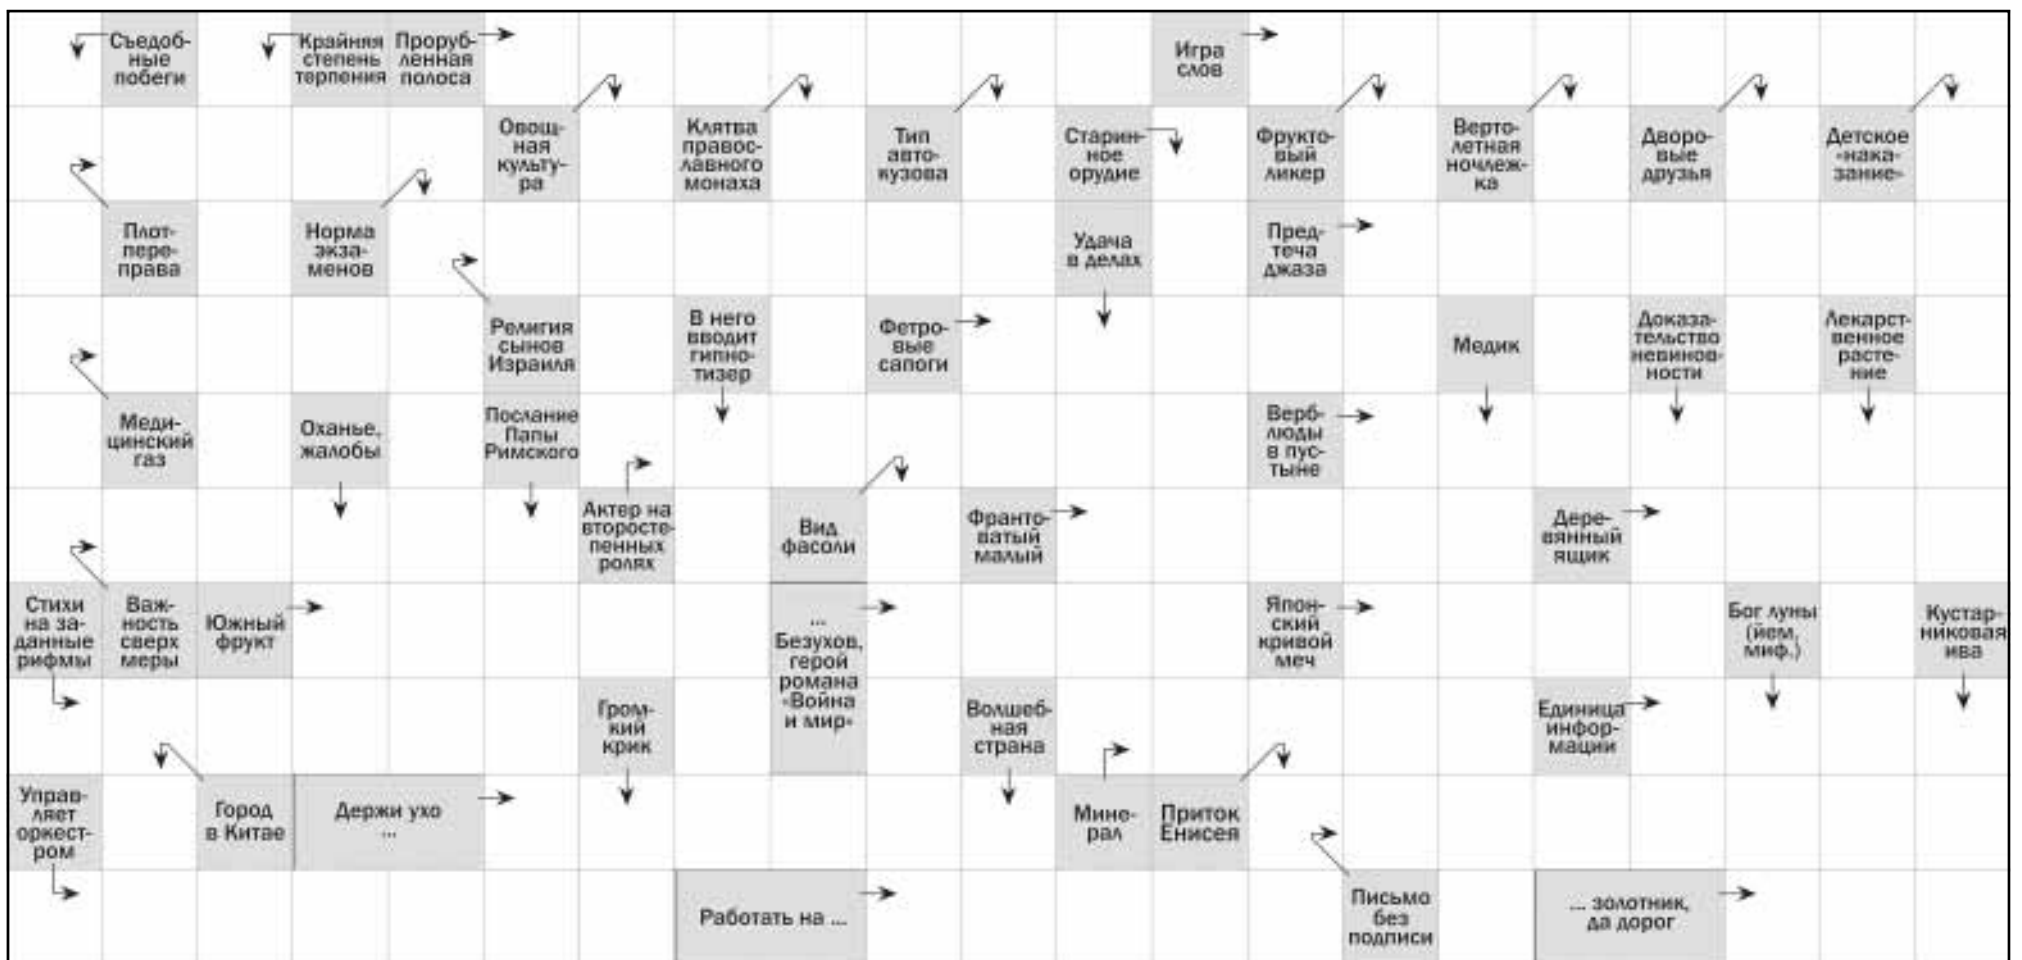 Съедоб-
ные
побеги
Крайняя
степень
терпения
Проруб-
ленная
полоса
Игра
слов
Овощ-
ная
культу-
ра
Клятва
правос-
лавного
монаха
Тип
авто-
кузова
Старин-
ное
орудие
Фрукто-
вый
ликер
Верто-
летная
ночлеж-
ка
Дворо-
вые
друзья
Детское
«нака-
зание»
Плот-
пере-
права
Норма
экза-
менов
Удача
в делах
Пред-
теча
джаза
Религия
сынов
Израиля
В него
вводит
гипно-
тизер
Фетро-
вые
сапоги
Медик
Доказа-
тельство
невинов-
ности
Лекарст-
венное
расте-
ние
Меди-
цинский
газ
Оханье,
жалобы
Послание
Папы
Римского
Верб-
люды
в пус-
тыне
Актер на
второсте-
пенных
ролях
Вид
фасоли
Франто-
ватый
малый
Дере-
вянный
ящик
Стихи
на за-
данные
рифмы
Важ-
ность
сверх
меры
Южный
фрукт
...
Безухов,
герой
романа
«Война
и мир»
Япон-
ский
кривой
меч
Бог луны
(йем.
миф.)
Кустар-
никовая
ива
Гром-
кий
крик
Волшеб-
ная
страна
Единица
инфор-
мации
Управ-
ляет
оркест-
ром
Город
в Китае
Держи ухо
...
Мине-
рал
Приток
Енисея
Работать на ...
Письмо
без
подписи
... золотник,
да дорог